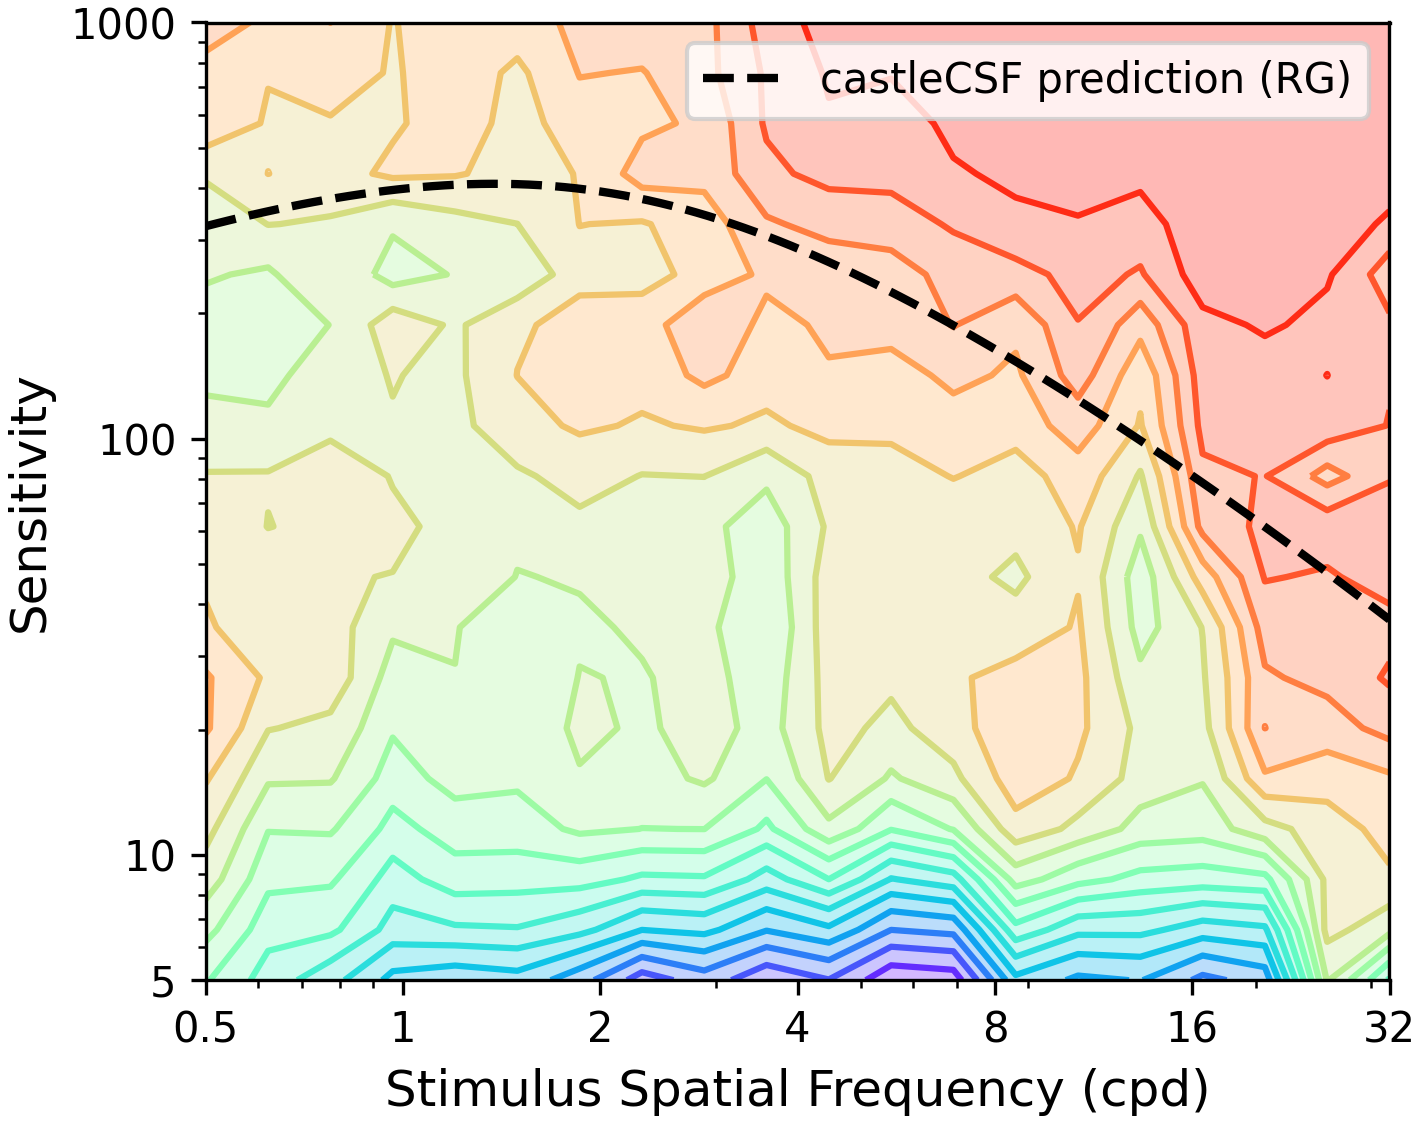 1000
castleCSF prediction (RG)
Sensitivity
100
10
5
0.5 1 2 4 8 16 32
Stimulus Spatial Frequency (cpd)